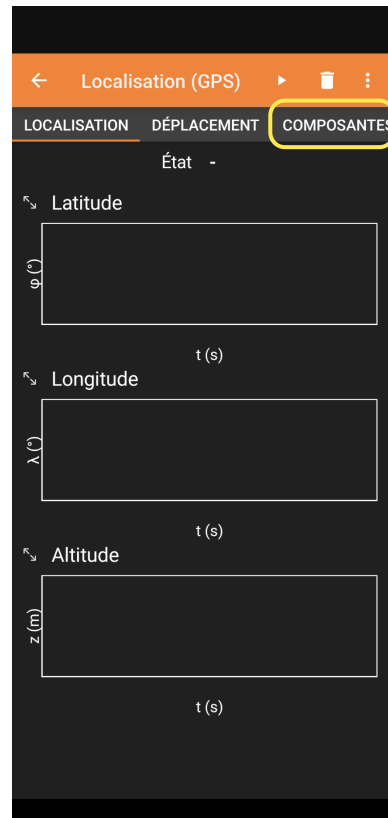 Localisation (GPS)
LOCALISATION DÉPLACEMENT COMPOSANTES
État -
Latitude
φ (°)
t (s)
Longitude
λ (°)
t (s)
Altitude
z (m)
t (s)